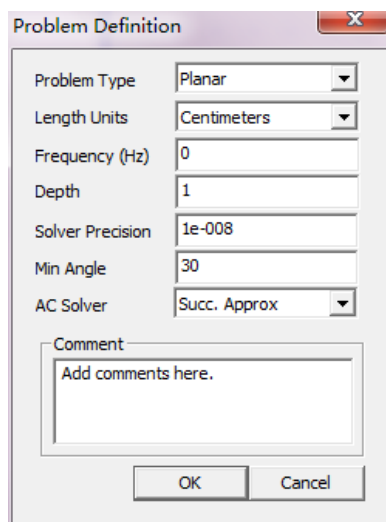 Problem Definition
Problem Type Planar
Length Units Centimeters
Frequency (Hz) 0
Depth 1
Solver Precision 1e-008
Min Angle 30
AC Solver Succ. Approx
Comment
Add comments here.
OK Cancel